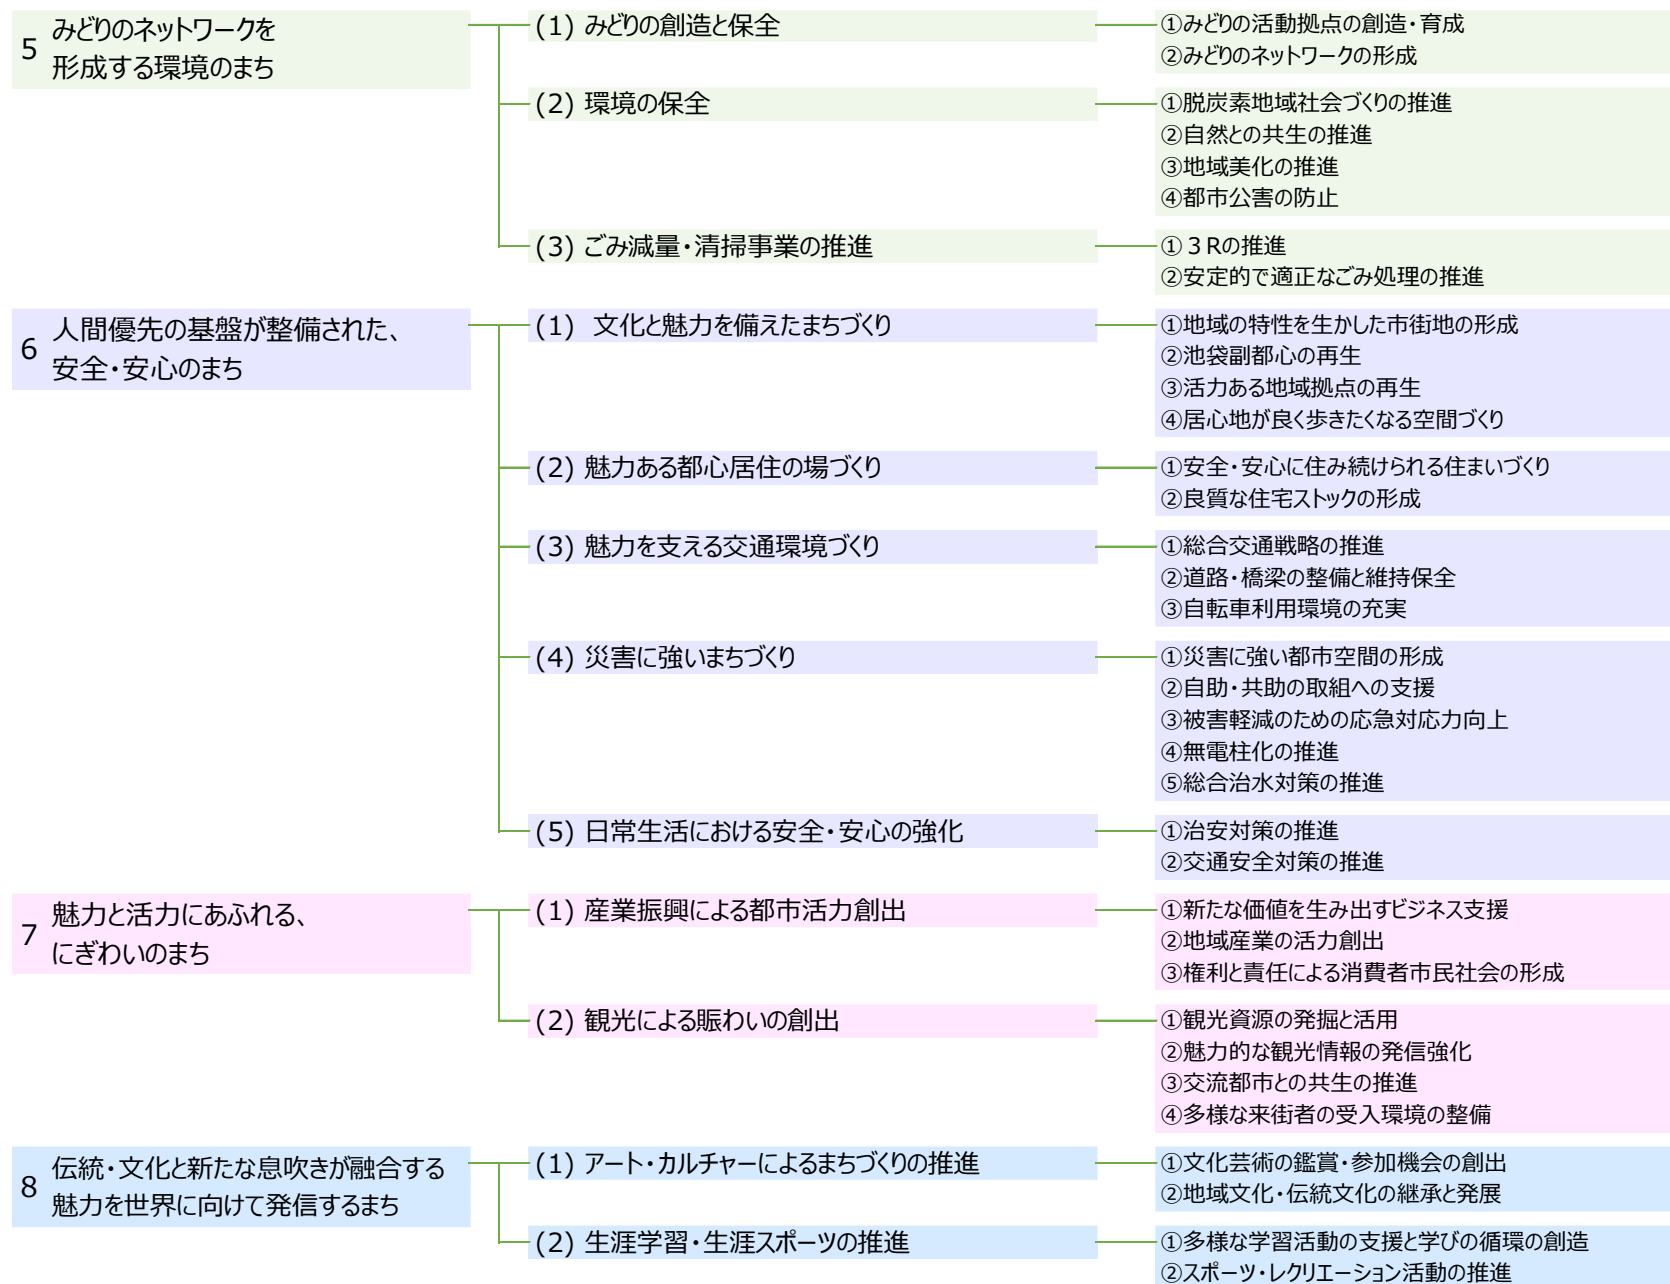 5 みどりのネットワークを
形成する環境のまち
(1) みどりの創造と保全
①みどりの活動拠点の創造・育成
②みどりのネットワークの形成
(2) 環境の保全
①脱炭素地域社会づくりの推進
②自然との共生の推進
③地域美化の推進
④都市公害の防止
(3) ごみ減量・清掃事業の推進
①３Rの推進
②安定的で適正なごみ処理の推進
6 人間優先の基盤が整備された、
安全・安心のまち
(1) 文化と魅力を備えたまちづくり
①地域の特性を生かした市街地の形成
②池袋副都心の再生
③活力ある地域拠点の再生
④居心地が良く歩きたくなる空間づくり
(2) 魅力ある都心居住の場づくり
①安全・安心に住み続けられる住まいづくり
②良質な住宅ストックの形成
(3) 魅力を支える交通環境づくり
①総合交通戦略の推進
②道路・橋梁の整備と維持保全
③自転車利用環境の充実
(4) 災害に強いまちづくり
①災害に強い都市空間の形成
②自助・共助の取組への支援
③被害軽減のための応急対応力向上
④無電柱化の推進
⑤総合治水対策の推進
(5) 日常生活における安全・安心の強化
①治安対策の推進
②交通安全対策の推進
7 魅力と活力にあふれる、
にぎわいのまち
(1) 産業振興による都市活力創出
①新たな価値を生み出すビジネス支援
②地域産業の活力創出
③権利と責任による消費者市民社会の形成
(2) 観光による賑わいの創出
①観光資源の発掘と活用
②魅力的な観光情報の発信強化
③交流都市との共生の推進
④多様な来街者の受入環境の整備
8 伝統・文化と新たな息吹きが融合する
魅力を世界に向けて発信するまち
(1) アート・カルチャーによるまちづくりの推進
①文化芸術の鑑賞・参加機会の創出
②地域文化・伝統文化の継承と発展
(2) 生涯学習・生涯スポーツの推進
①多様な学習活動の支援と学びの循環の創造
②スポーツ・レクリエーション活動の推進